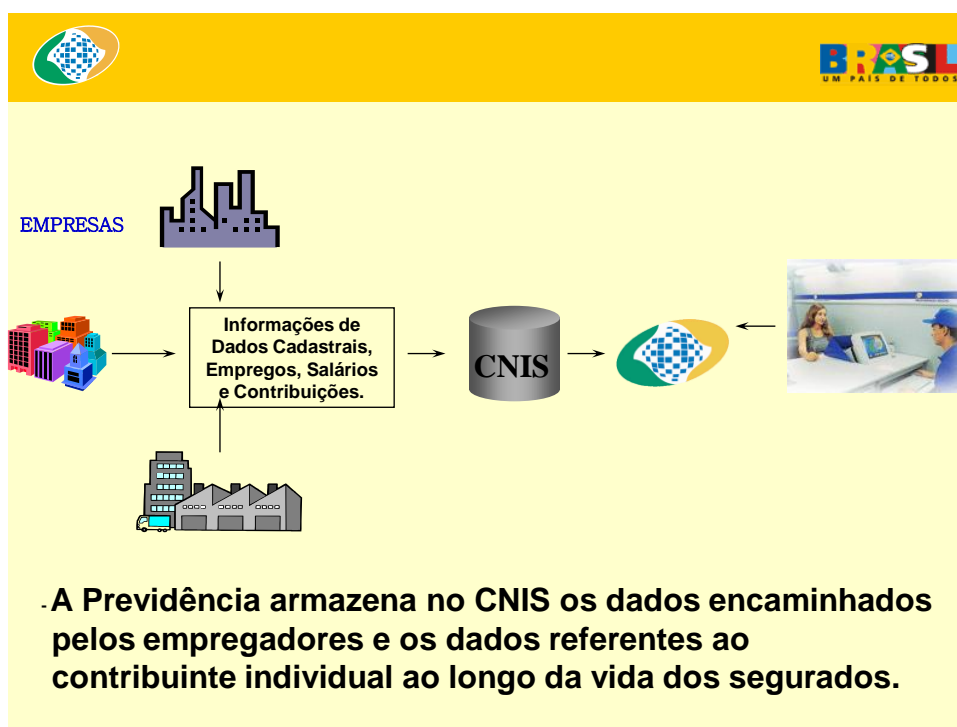 BRASIL
UM PAÍS DE TODOS
EMPRESAS
Informações de
Dados Cadastrais,
Empregos, Salários
e Contribuições.
CNIS
- A Previdência armazena no CNIS os dados encaminhados
pelos empregadores e os dados referentes ao
contribuinte individual ao longo da vida dos segurados.